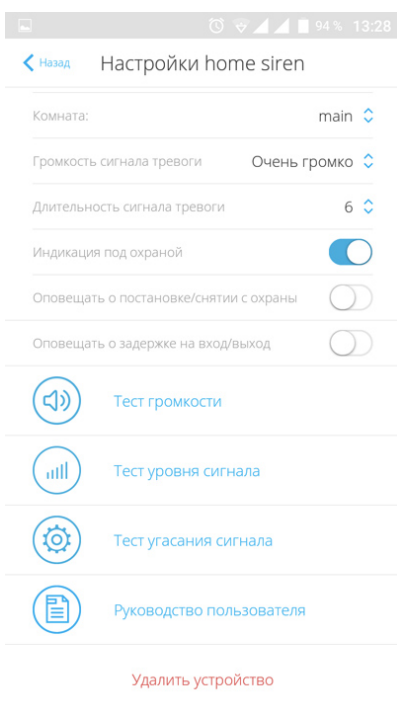 94 % 13:28
Назад Настройки home siren
Комната: main
Громкость сигнала тревоги Очень громко
Длительность сигнала тревоги 6
Индикация под охраной
Оповещать о постановке/снятии с охраны
Оповещать о задержке на вход/выход
Тест громкости
Тест уровня сигнала
Тест угасания сигнала
Руководство пользователя
Удалить устройство